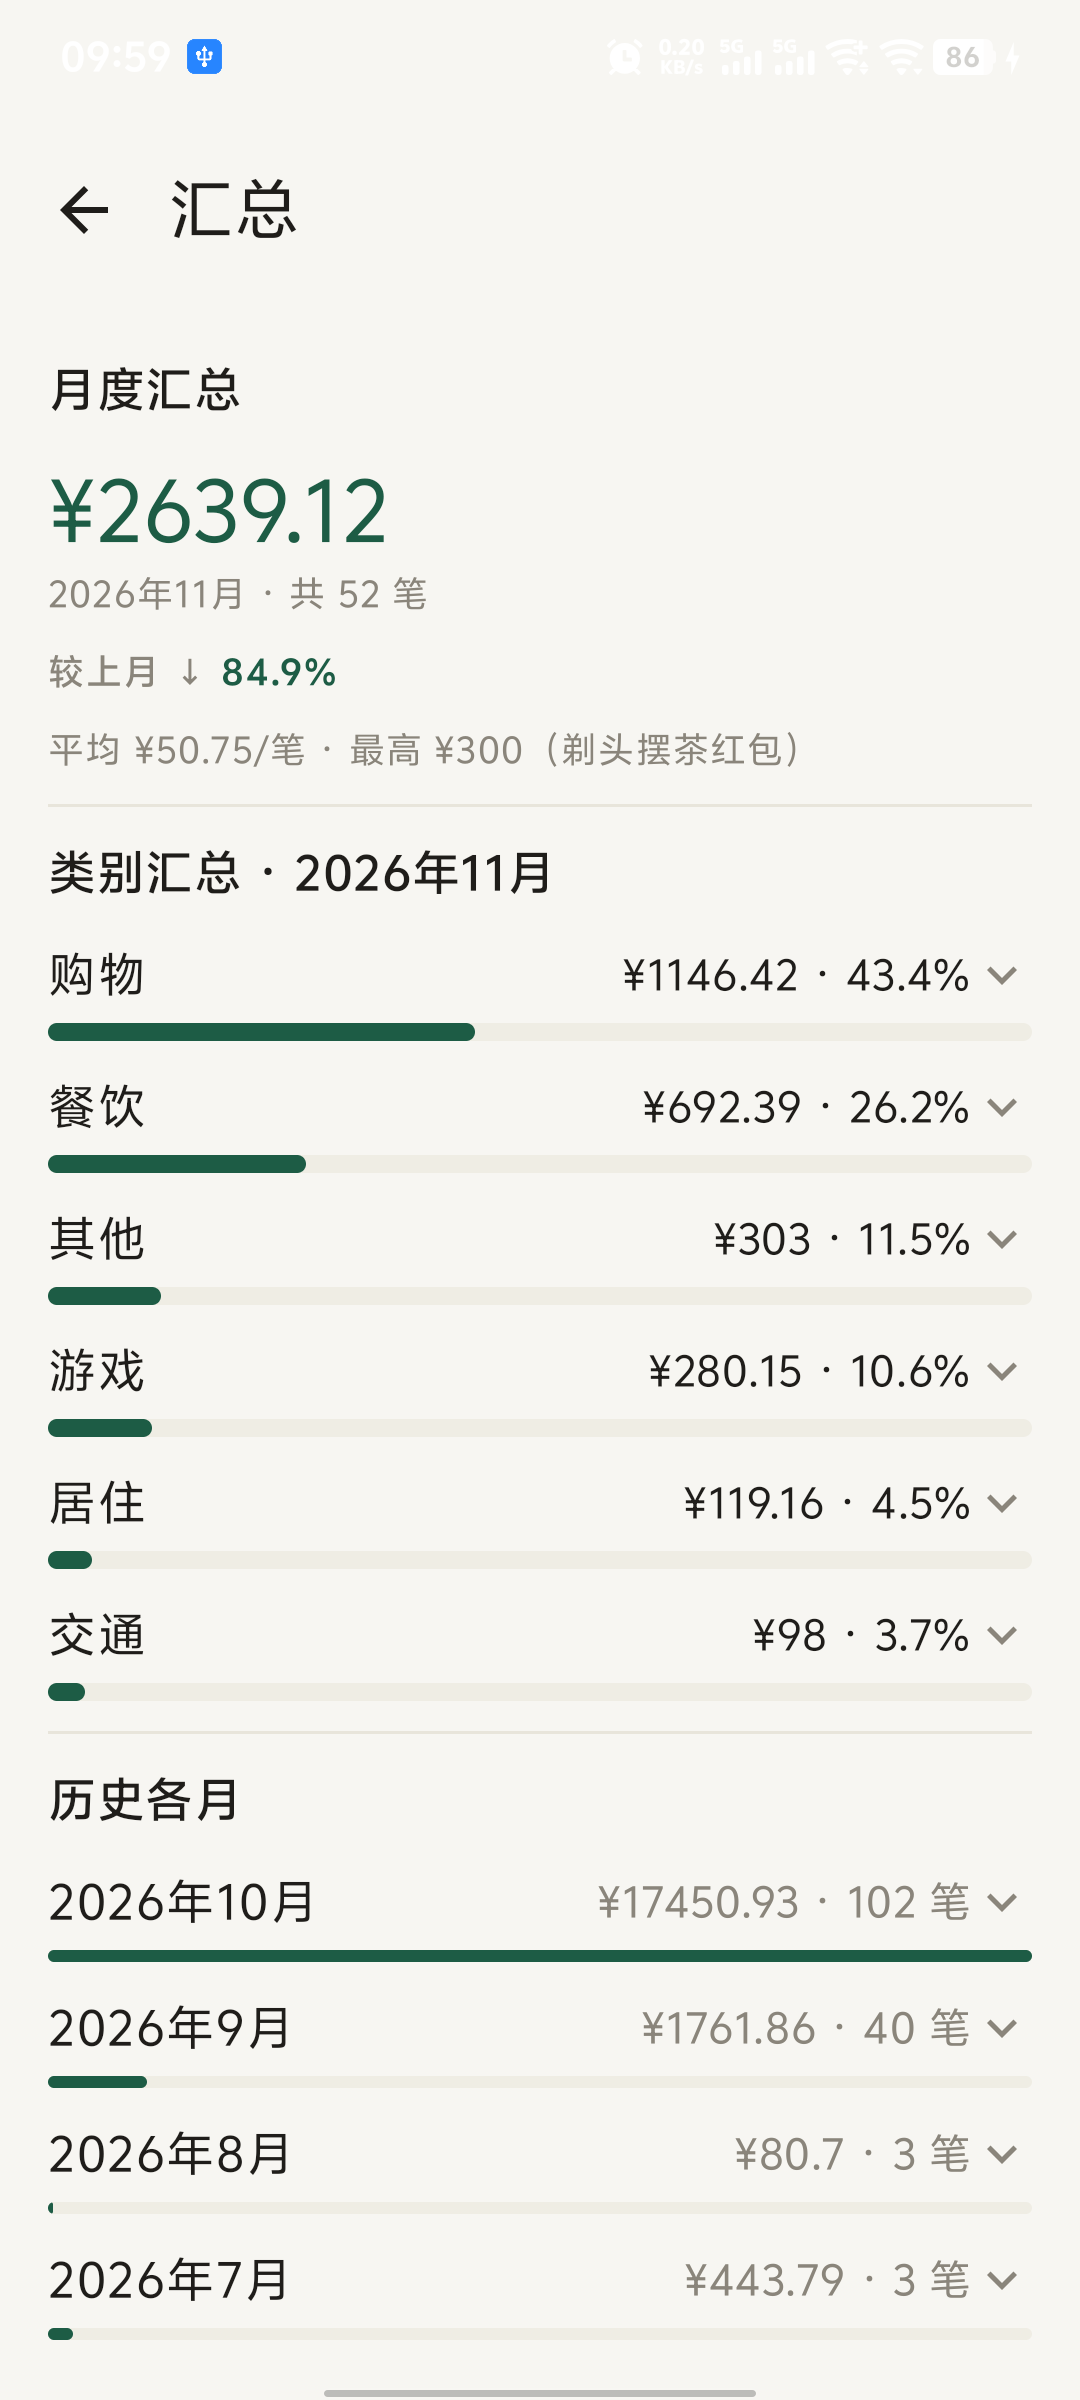 09:59 0.20 KB/s 5G 5G 86
汇总
月度汇总
¥2639.12
2026年11月 · 共 52 笔
较上月 ↓ 84.9%
平均 ¥50.75/笔 · 最高 ¥300（剃头摆茶红包）
类别汇总 · 2026年11月
购物 ¥1146.42 · 43.4%
餐饮 ¥692.39 · 26.2%
其他 ¥303 · 11.5%
游戏 ¥280.15 · 10.6%
居住 ¥119.16 · 4.5%
交通 ¥98 · 3.7%
历史各月
2026年10月 ¥17450.93 · 102 笔
2026年9月 ¥1761.86 · 40 笔
2026年8月 ¥80.7 · 3 笔
2026年7月 ¥443.79 · 3 笔